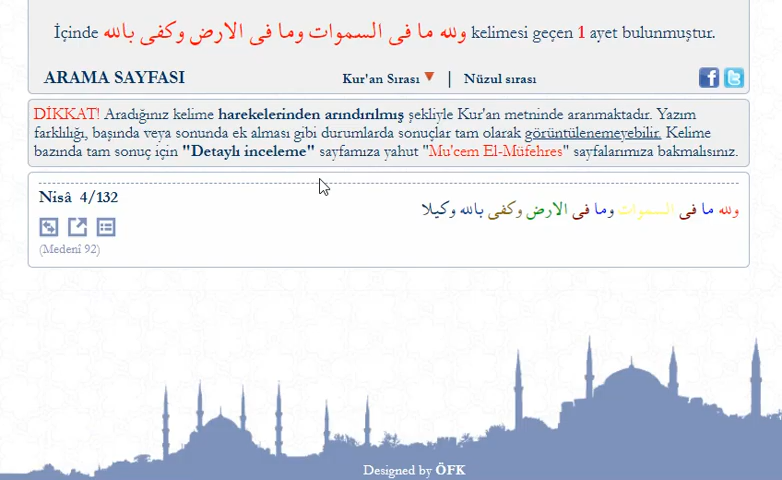 İçinde ولله ما فى السموات وما فى الارض وكفى بالله kelimesi geçen 1 ayet bulunmuştur.
ARAMA SAYFASI Kur'an Sırası | Nüzul sırası
DİKKAT! Aradığınız kelime harekelerinden arındırılmış şekliyle Kur'an metninde aranmaktadır. Yazım
farklılığı, başında veya sonunda ek alması gibi durumlarda sonuçlar tam olarak görüntülenemeyebilir. Kelime
bazında tam sonuç için "Detaylı inceleme" sayfamıza yahut "Mu'cem El-Müfehres" sayfalarımıza bakmalısınız.
Nisâ 4/132
ولله ما فى السموات وما فى الارض وكفى بالله وكيلا
(Medenî 92)
Designed by ÖFK